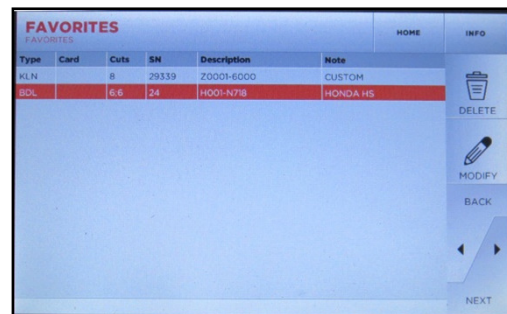 FAVORITES
FAVORITES
HOME
INFO
Type Card Cuts SN Description Note
KLN 8 29339 Z0001-6000 CUSTOM
BDL 6:6 24 H001-N718 HONDA HS
DELETE
MODIFY
BACK
NEXT